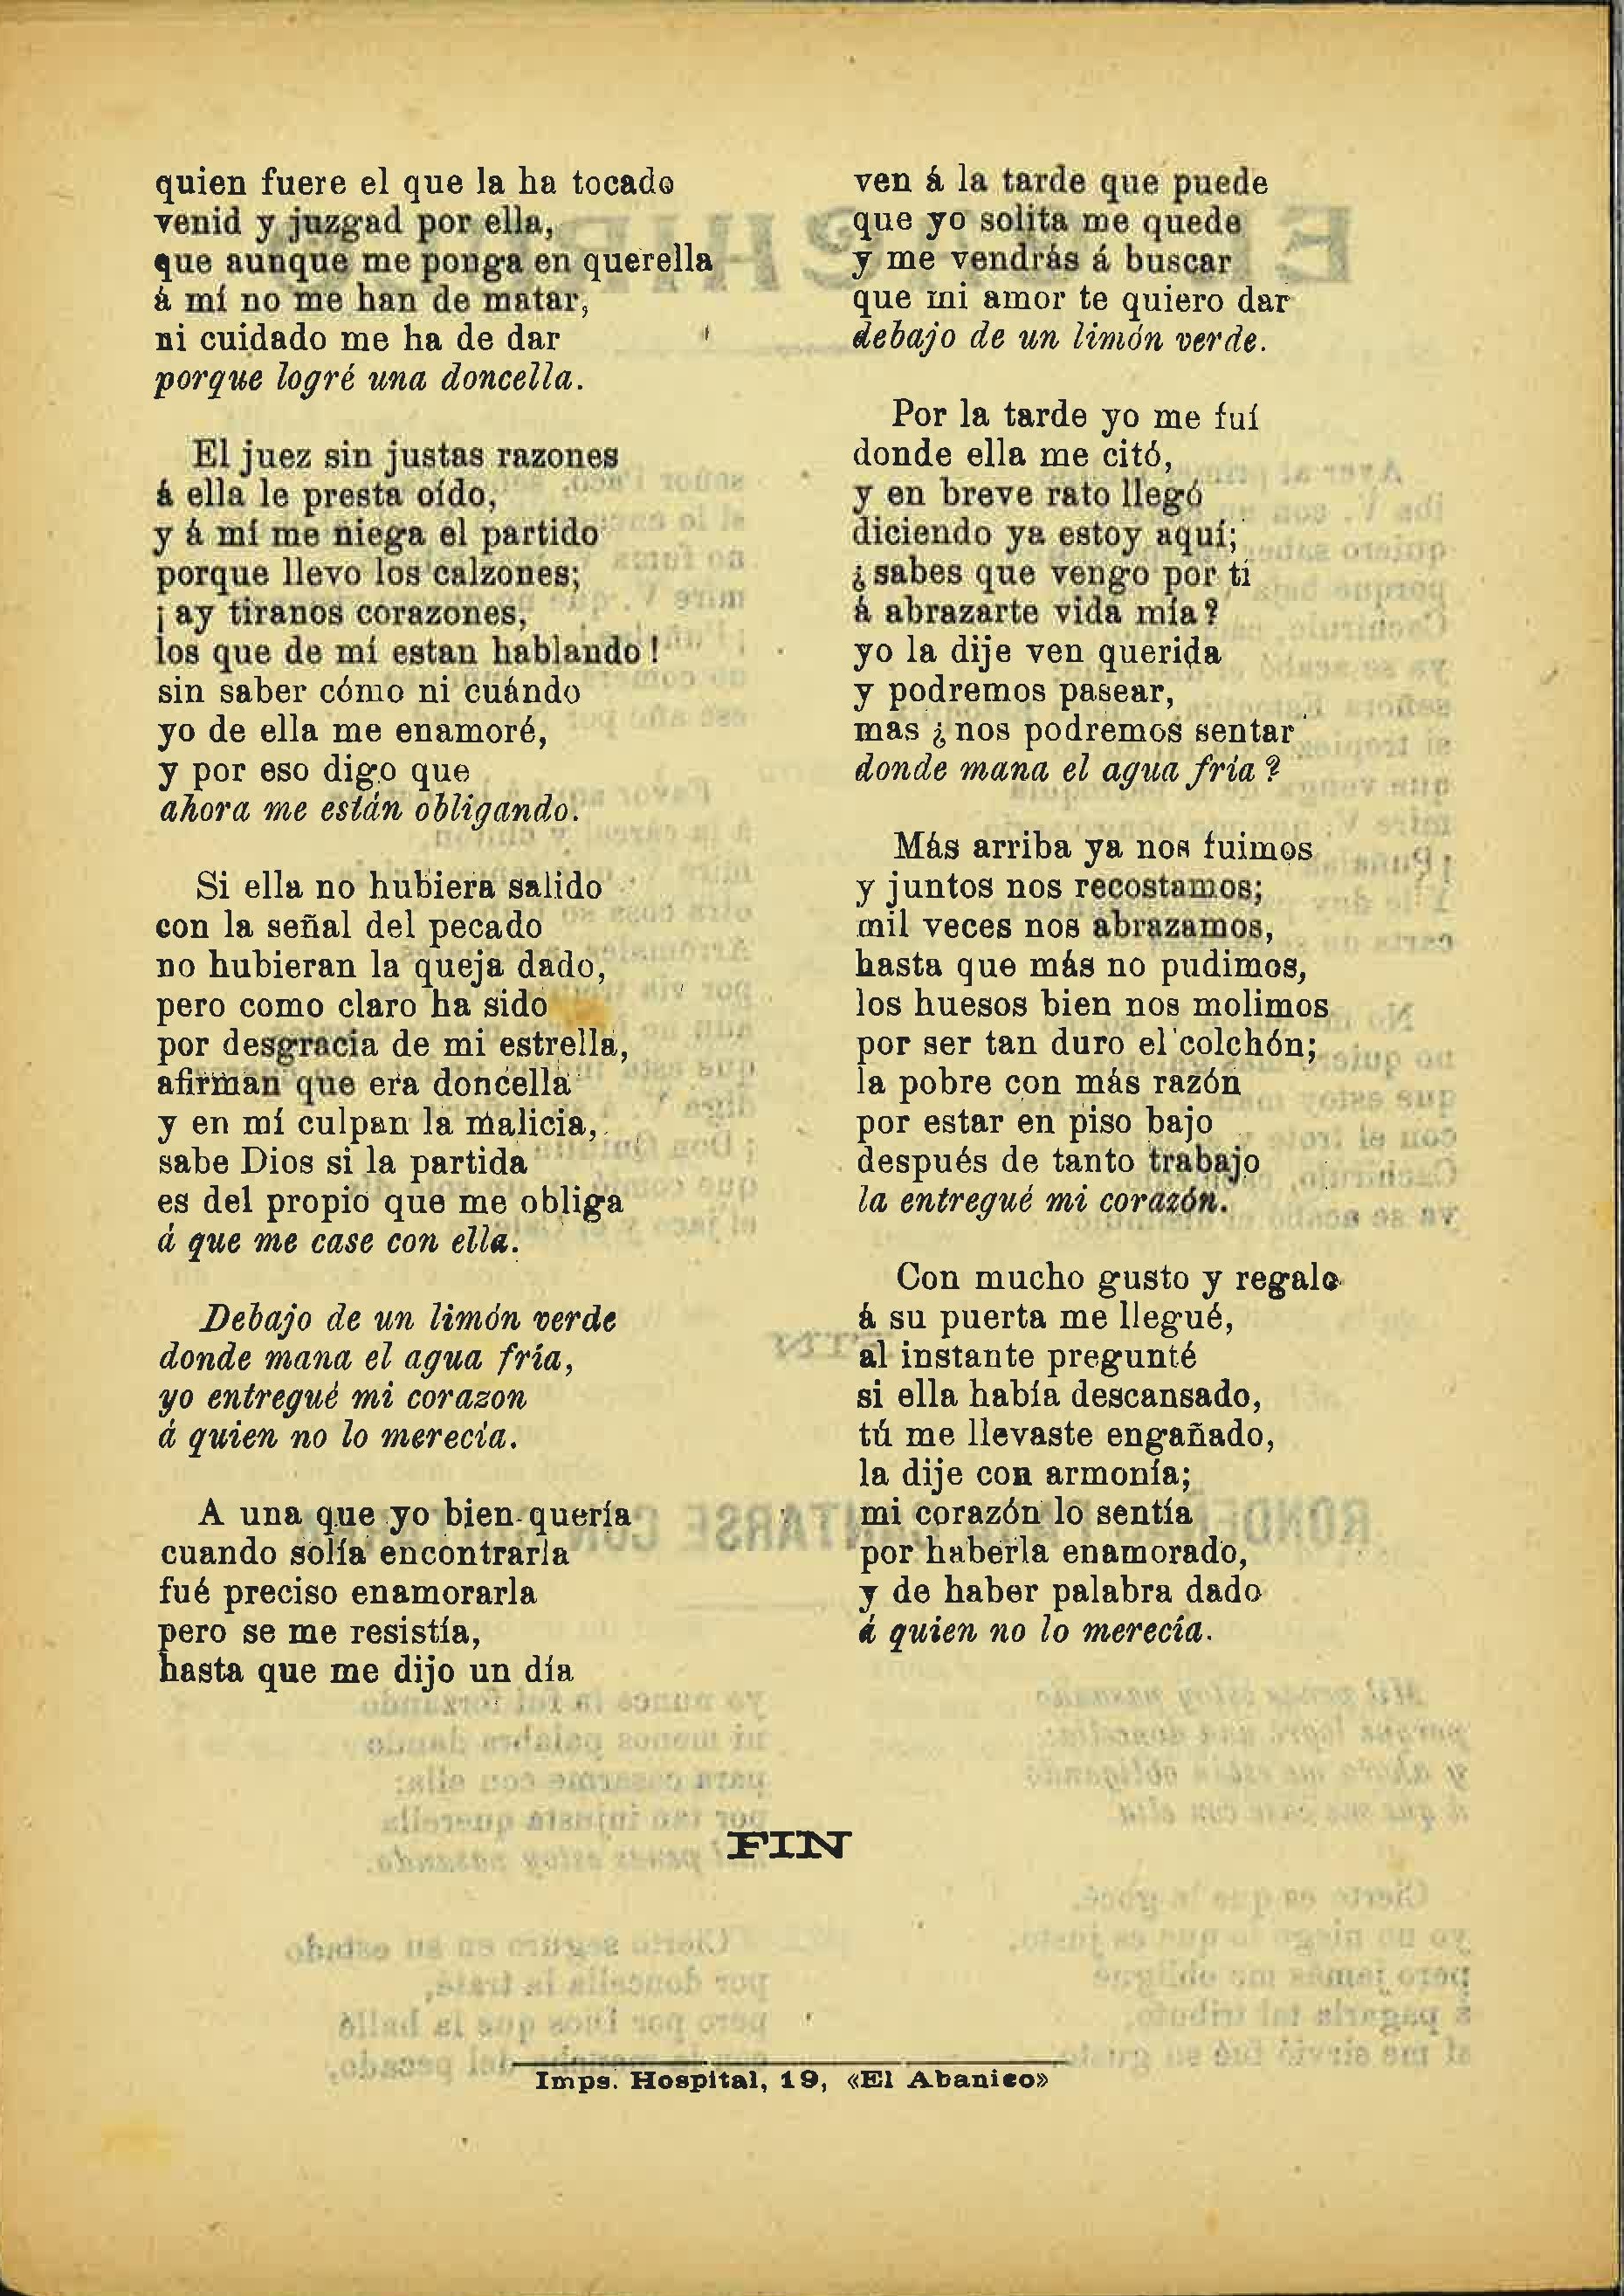 quien fuere el que la ha tocado
venid y juzgad por ella,
que aunque me ponga en querella
á mí no me han de matar,
ni cuidado me ha de dar
porque logré una doncella.
El juez sin justas razones
á ella le presta oído,
y á mí me niega el partido
porque llevo los calzones;
¡ ay tiranos corazones,
los que de mí estan hablando !
sin saber cómo ni cuándo
yo de ella me enamoré,
y por eso digo que
ahora me están obligando.
Si ella no hubiera salido
con la señal del pecado
no hubieran la queja dado,
pero como claro ha sido
por desgracia de mi estrella,
afirman que era doncella
y en mí culpan la malicia,
sabe Dios si la partida
es del propio que me obliga
á que me case con ella.
Debajo de un limón verde
donde mana el agua fría,
yo entregué mi corazon
á quien no lo merecia.
A una que yo bien quería
cuando solía encontrarla
fué preciso enamorarla
pero se me resistía,
hasta que me dijo un día
ven á la tarde que puede
que yo solita me quede
y me vendrás á buscar
que mi amor te quiero dar
debajo de un limón verde.
Por la tarde yo me fuí
donde ella me citó,
y en breve rato llegó
diciendo ya estoy aquí;
¿ sabes que vengo por ti
á abrazarte vida mía ?
yo la dije ven querida
y podremos pasear,
mas ¿ nos podremos sentar
donde mana el agua fría ?
Más arriba ya nos fuimos
y juntos nos recostamos;
mil veces nos abrazamos,
hasta que más no pudimos,
los huesos bien nos molimos
por ser tan duro el colchón;
la pobre con más razón
por estar en piso bajo
después de tanto trabajo
la entregué mi corazón.
Con mucho gusto y regalo
á su puerta me llegué,
al instante pregunté
si ella había descansado,
tú me llevaste engañado,
la dije con armonía;
mi corazón lo sentía
por haberla enamorado,
y de haber palabra dado
á quien no lo merecía.
FIN
Imps. Hospital, 19, «El Abanico»